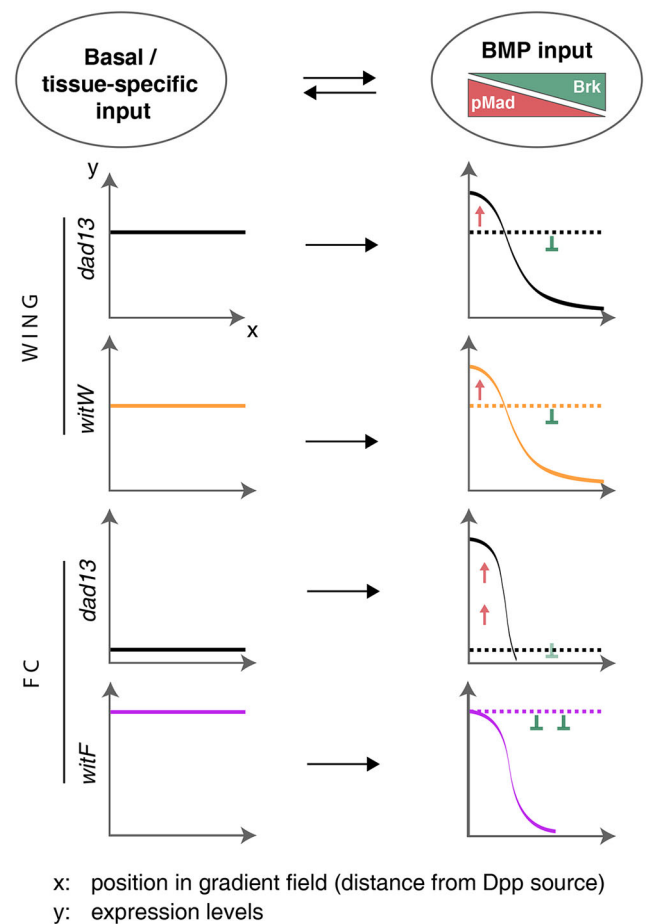 Basal /
tissue-specific
input
BMP input
Brk
pMad
y
x
WING
dad13
witW
FC
dad13
witF
x: position in gradient field (distance from Dpp source)
y: expression levels